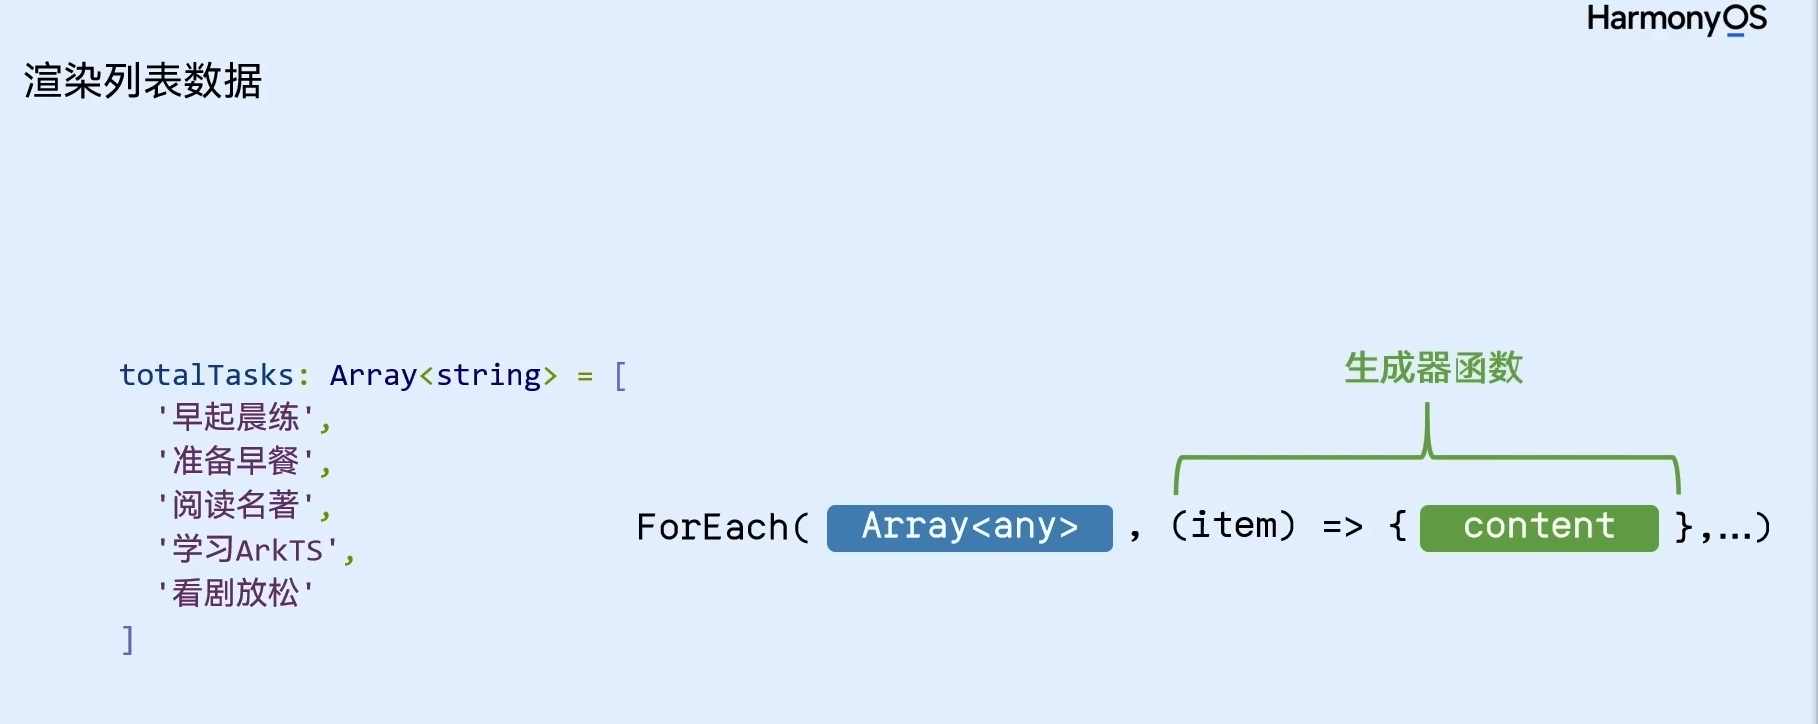 HarmonyOS
渲染列表数据
totalTasks: Array<string> = [
'早起晨练',
'准备早餐',
'阅读名著',
'学习ArkTS',
'看剧放松'
]
生成器函数
ForEach( Array<any> , (item) => { content },...)